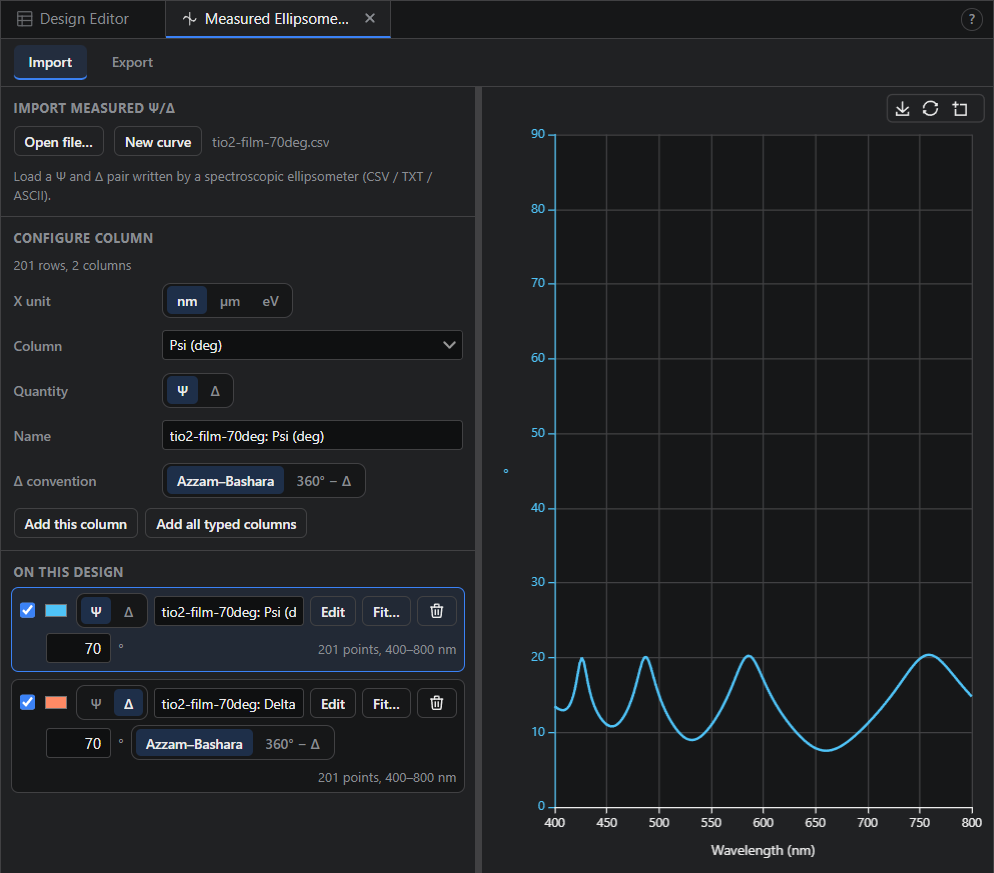 Design Editor
Measured Ellipsome...
?
Import
Export
IMPORT MEASURED Ψ/Δ
Open file...
New curve
tio2-film-70deg.csv
Load a Ψ and Δ pair written by a spectroscopic ellipsometer (CSV / TXT /
ASCII).
CONFIGURE COLUMN
201 rows, 2 columns
X unit
nm
μm
eV
Column
Psi (deg)
Quantity
Ψ
Δ
Name
tio2-film-70deg: Psi (deg)
Δ convention
Azzam–Bashara
360° − Δ
Add this column
Add all typed columns
ON THIS DESIGN
Ψ
Δ
tio2-film-70deg: Psi (d
Edit
Fit...
70
°
201 points, 400–800 nm
Ψ
Δ
tio2-film-70deg: Delta
Edit
Fit...
70
°
Azzam–Bashara
360° − Δ
201 points, 400–800 nm
90
80
70
60
50
°
40
30
20
10
0
400
450
500
550
600
650
700
750
800
Wavelength (nm)